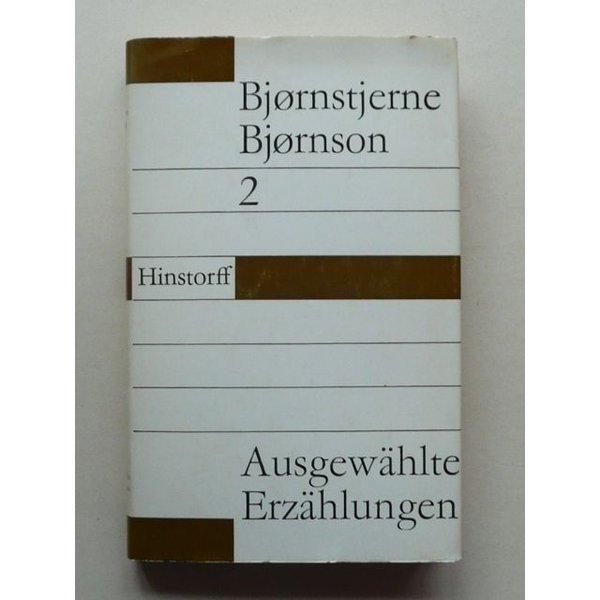 Bjørnstjerne
Bjørnson
2
Hinstorff
Ausgewählte
Erzählungen